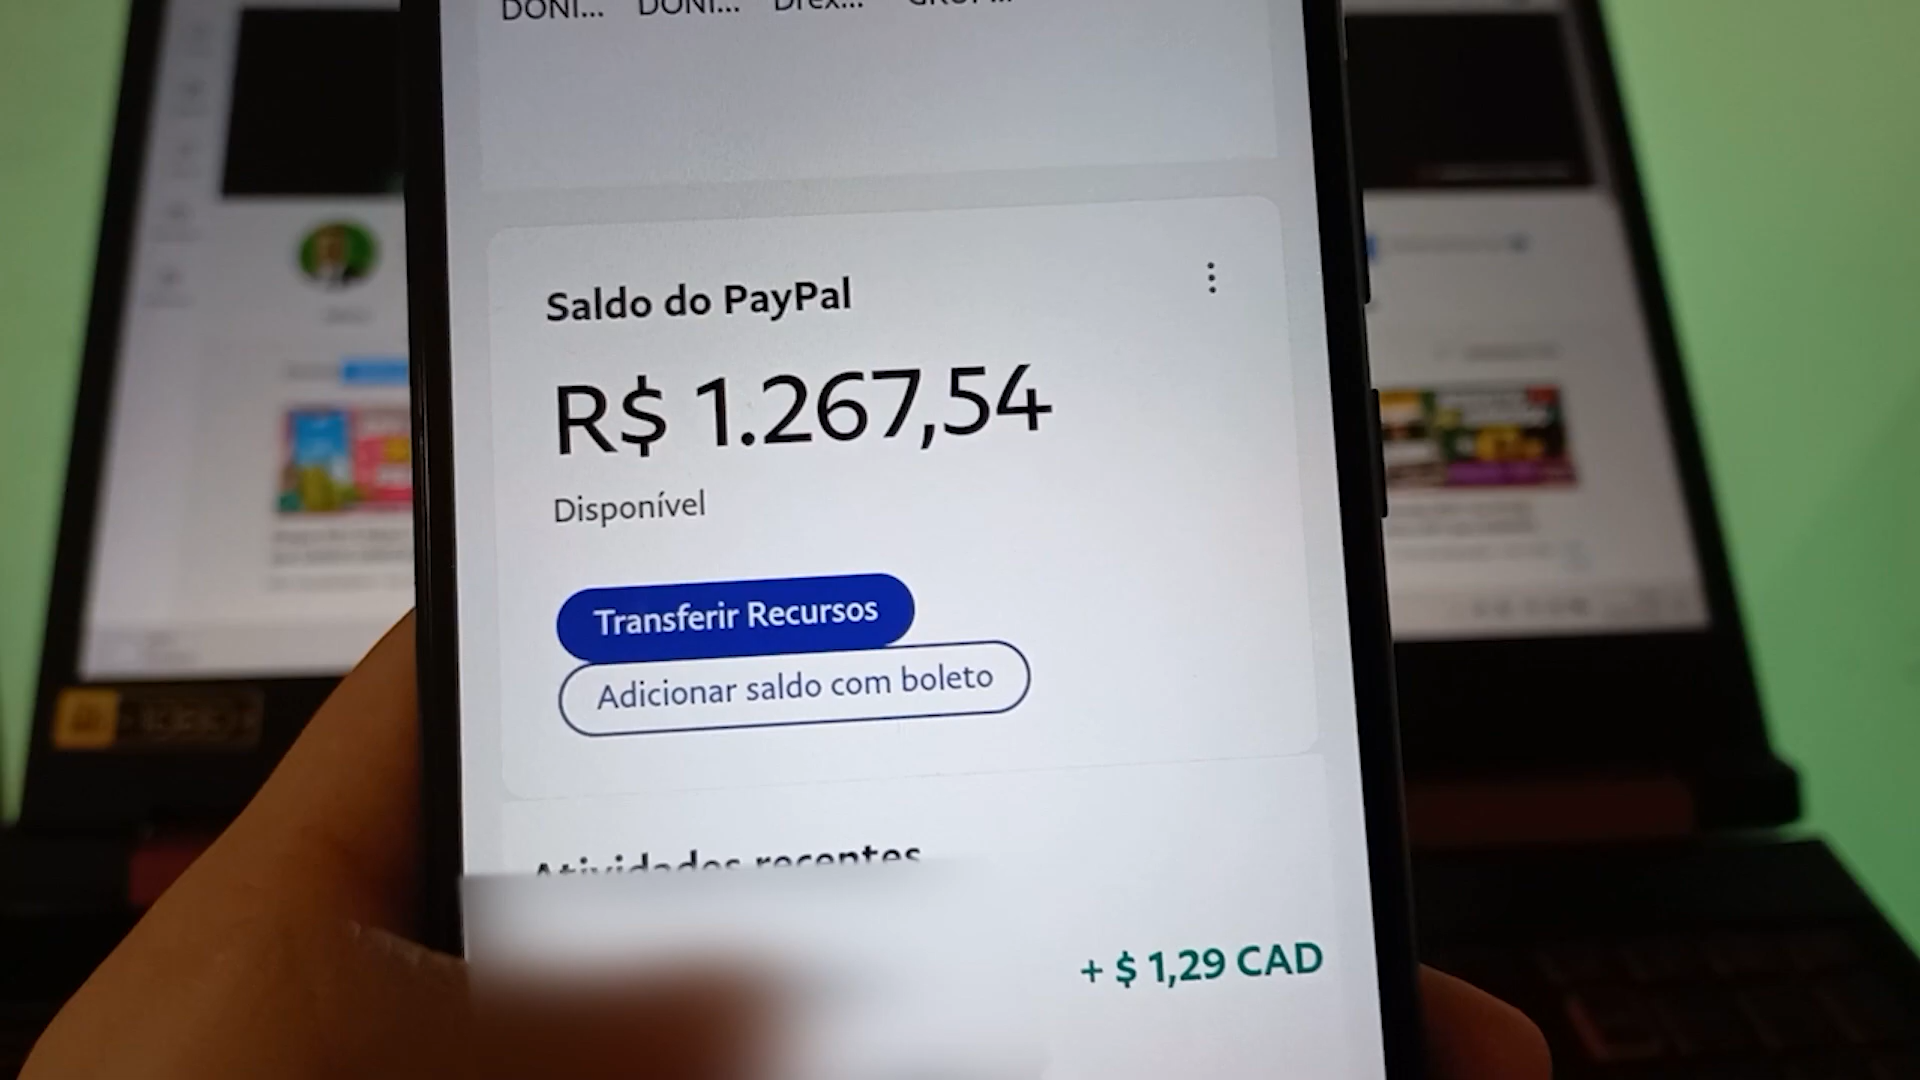 DONI... DONI... Drex...
Saldo do PayPal
R$ 1.267,54
Disponível
Transferir Recursos
Adicionar saldo com boleto
Atividades recentes
+ $ 1,29 CAD